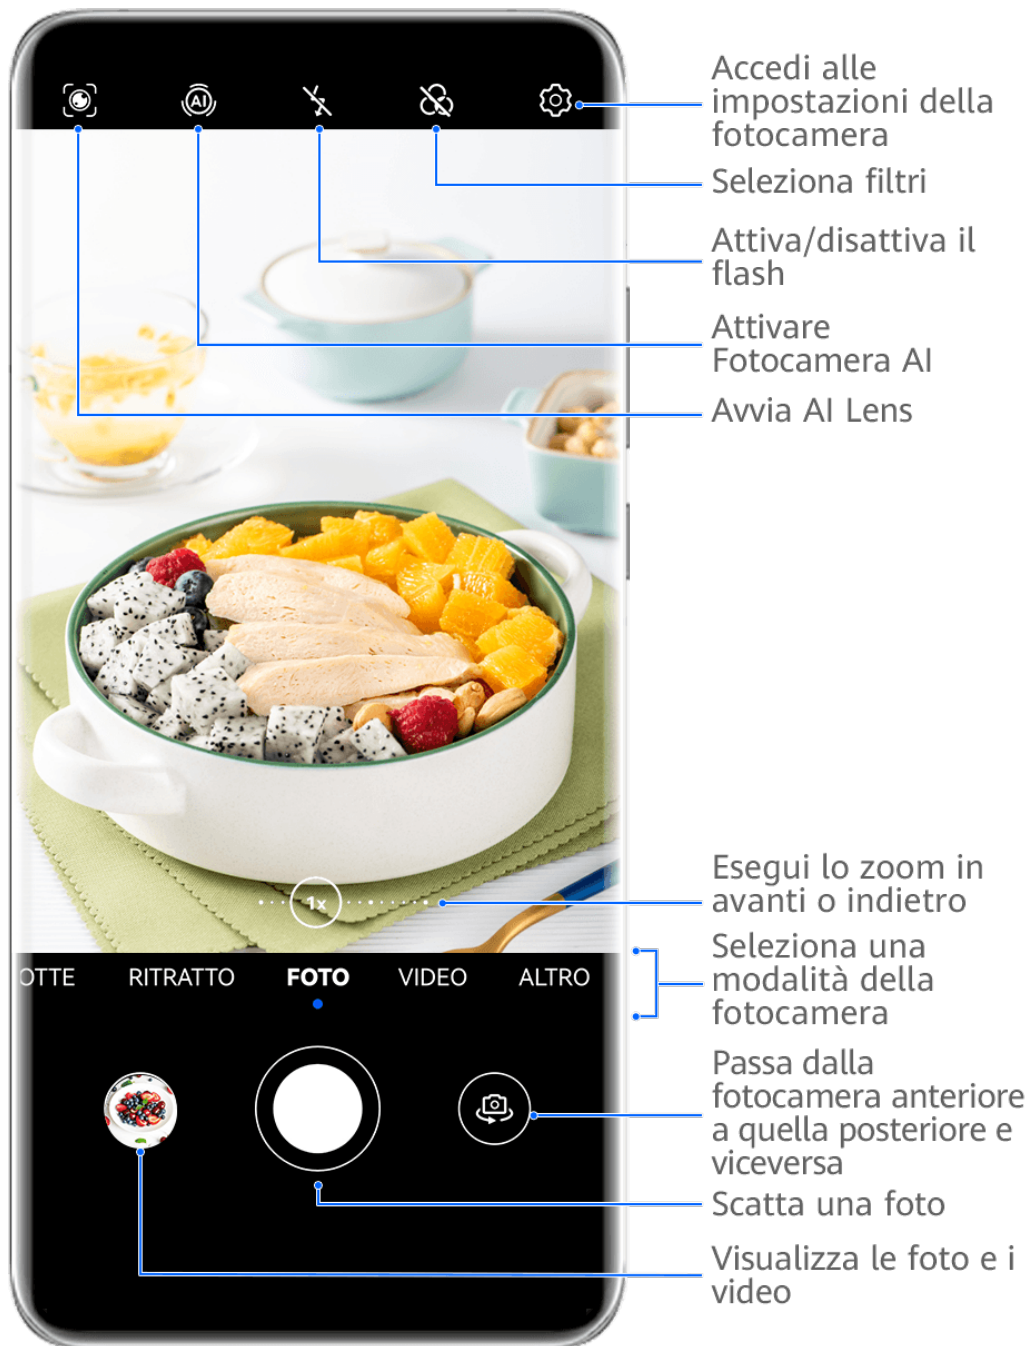 AI
Accedi alle
impostazioni della
fotocamera
Seleziona filtri
Attiva/disattiva il
flash
Attivare
Fotocamera AI
Avvia AI Lens
1x
Esegui lo zoom in
avanti o indietro
OTTE RITRATTO FOTO VIDEO ALTRO
Seleziona una
modalità della
fotocamera
Passa dalla
fotocamera anteriore
a quella posteriore e
viceversa
Scatta una foto
Visualizza le foto e i
video